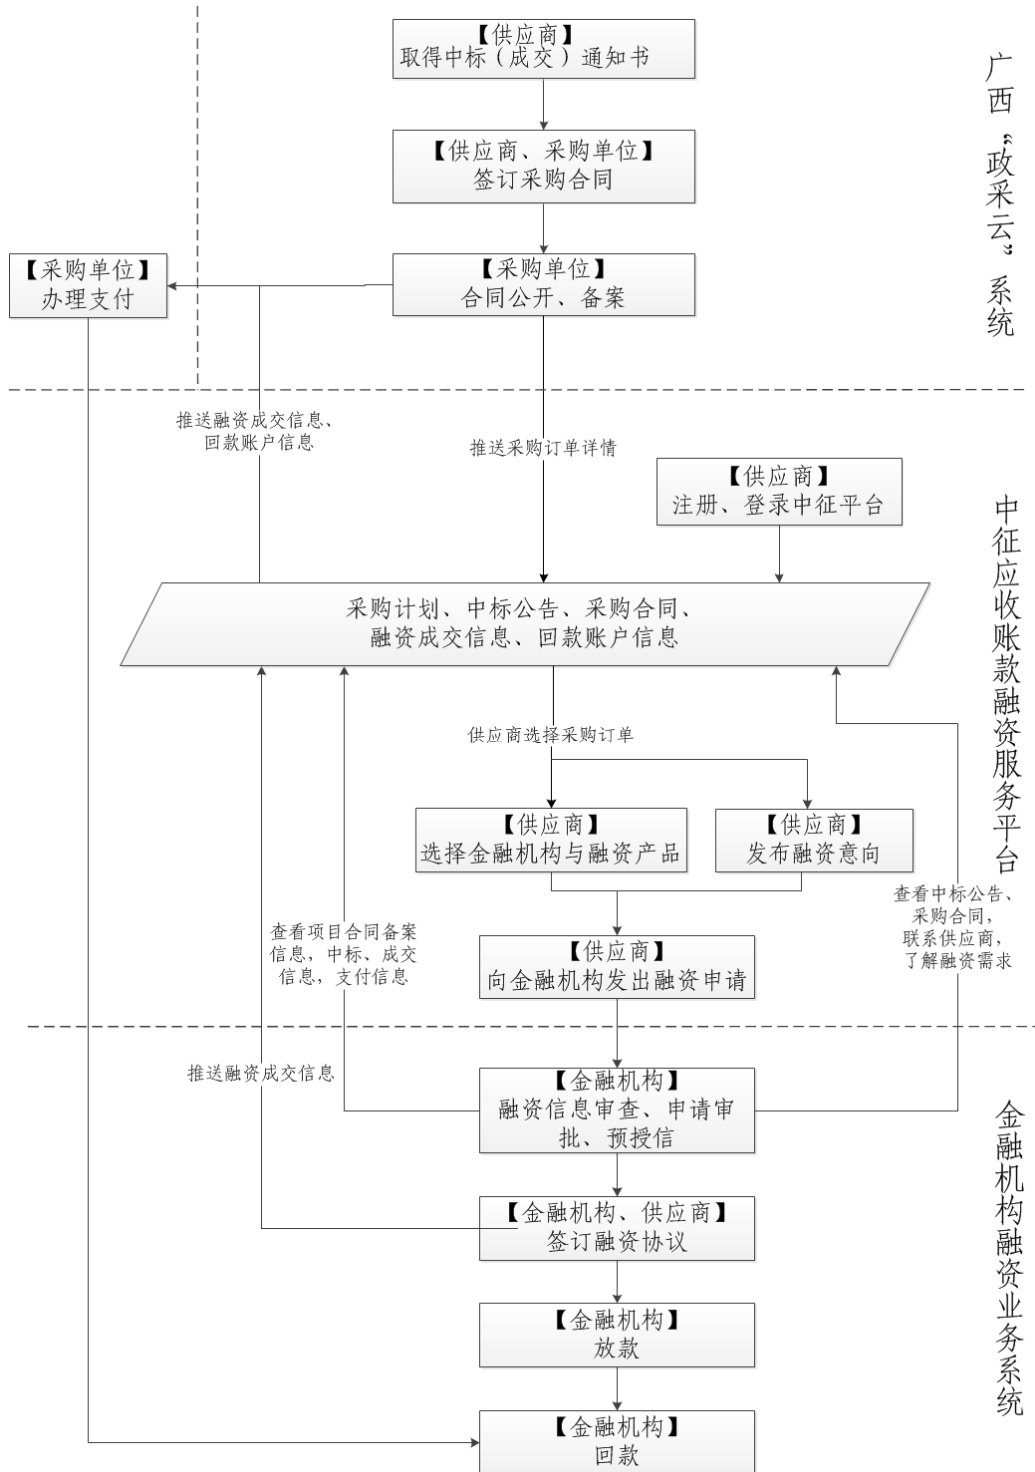 【供应商】
取得中标（成交）通知书
广西“政采云”系统
【供应商、采购单位】
签订采购合同
【采购单位】
办理支付
【采购单位】
合同公开、备案
推送融资成交信息、
回款账户信息
推送采购订单详情
【供应商】
注册、登录中征平台
中征应收账款融资服务平台
采购计划、中标公告、采购合同、
融资成交信息、回款账户信息
供应商选择采购订单
【供应商】
选择金融机构与融资产品
【供应商】
发布融资意向
查看中标公告、
采购合同，
联系供应商，
了解融资需求
查看项目合同备案
信息，中标、成交
信息，支付信息
【供应商】
向金融机构发出融资申请
推送融资成交信息
【金融机构】
融资信息审查、申请审
批、预授信
金融机构融资业务系统
【金融机构、供应商】
签订融资协议
【金融机构】
放款
【金融机构】
回款